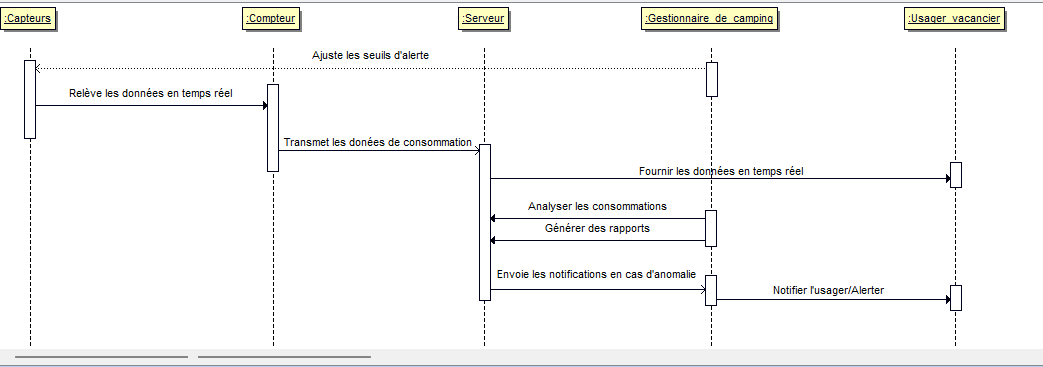 :Capteurs
:Compteur
:Serveur
:Gestionnaire_de_camping
:Usager_vacancier
Ajuste les seuils d'alerte
Relève les données en temps réel
Transmet les donées de consommation
Fournir les données en temps réel
Analyser les consommations
Générer des rapports
Envoie les notifications en cas d'anomalie
Notifier l'usager/Alerter